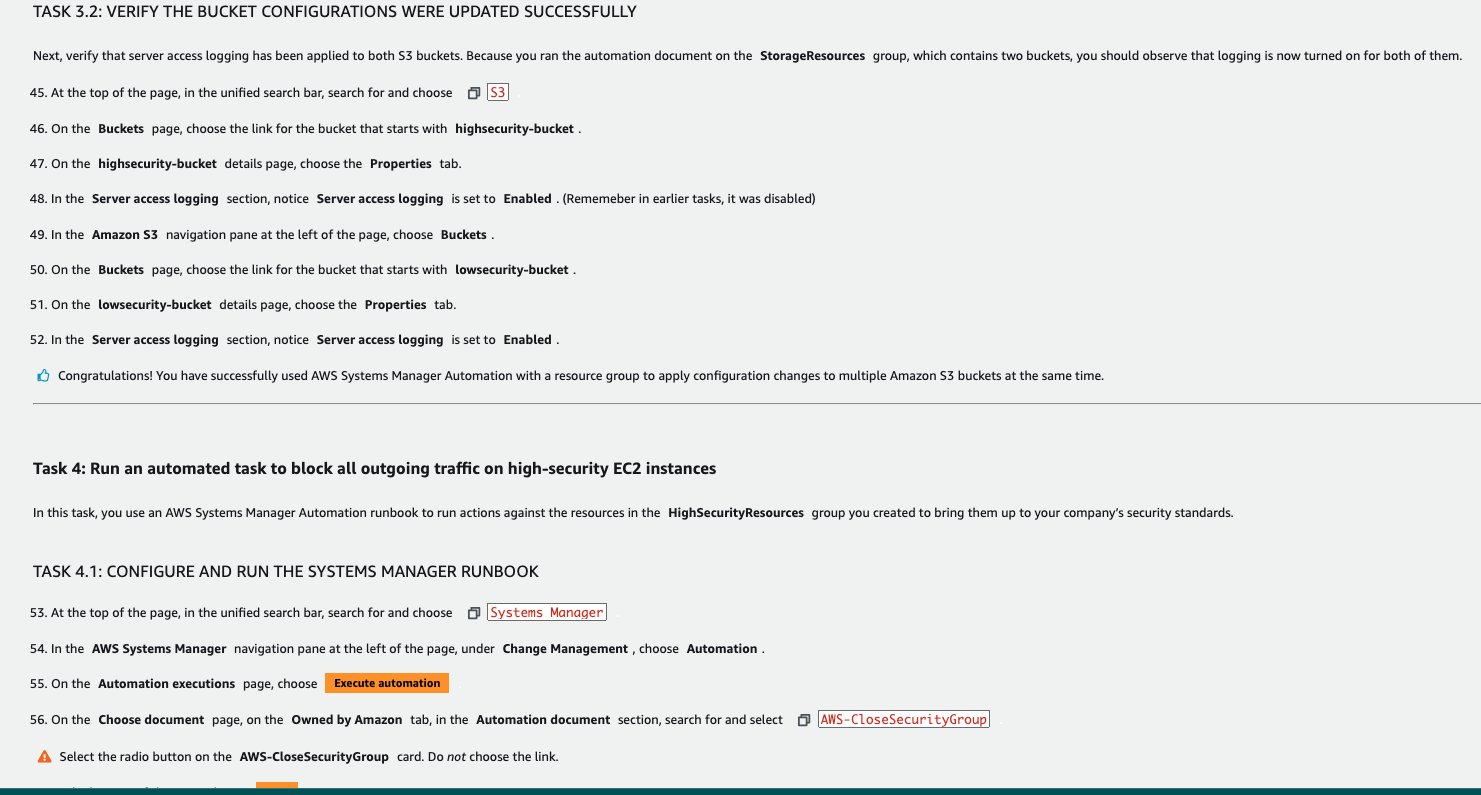 TASK 3.2: VERIFY THE BUCKET CONFIGURATIONS WERE UPDATED SUCCESSFULLY
Next, verify that server access logging has been applied to both S3 buckets. Because you ran the automation document on the StorageResources group, which contains two buckets, you should observe that logging is now turned on for both of them.
45. At the top of the page, in the unified search bar, search for and choose S3
46. On the Buckets page, choose the link for the bucket that starts with highsecurity-bucket .
47. On the highsecurity-bucket details page, choose the Properties tab.
48. In the Server access logging section, notice Server access logging is set to Enabled . (Rememeber in earlier tasks, it was disabled)
49. In the Amazon S3 navigation pane at the left of the page, choose Buckets .
50. On the Buckets page, choose the link for the bucket that starts with lowsecurity-bucket .
51. On the lowsecurity-bucket details page, choose the Properties tab.
52. In the Server access logging section, notice Server access logging is set to Enabled .
Congratulations! You have successfully used AWS Systems Manager Automation with a resource group to apply configuration changes to multiple Amazon S3 buckets at the same time.
Task 4: Run an automated task to block all outgoing traffic on high-security EC2 instances
In this task, you use an AWS Systems Manager Automation runbook to run actions against the resources in the HighSecurityResources group you created to bring them up to your company's security standards.
TASK 4.1: CONFIGURE AND RUN THE SYSTEMS MANAGER RUNBOOK
53. At the top of the page, in the unified search bar, search for and choose Systems Manager
54. In the AWS Systems Manager navigation pane at the left of the page, under Change Management , choose Automation .
55. On the Automation executions page, choose Execute automation
56. On the Choose document page, on the Owned by Amazon tab, in the Automation document section, search for and select AWS-CloseSecurityGroup
Select the radio button on the AWS-CloseSecurityGroup card. Do not choose the link.